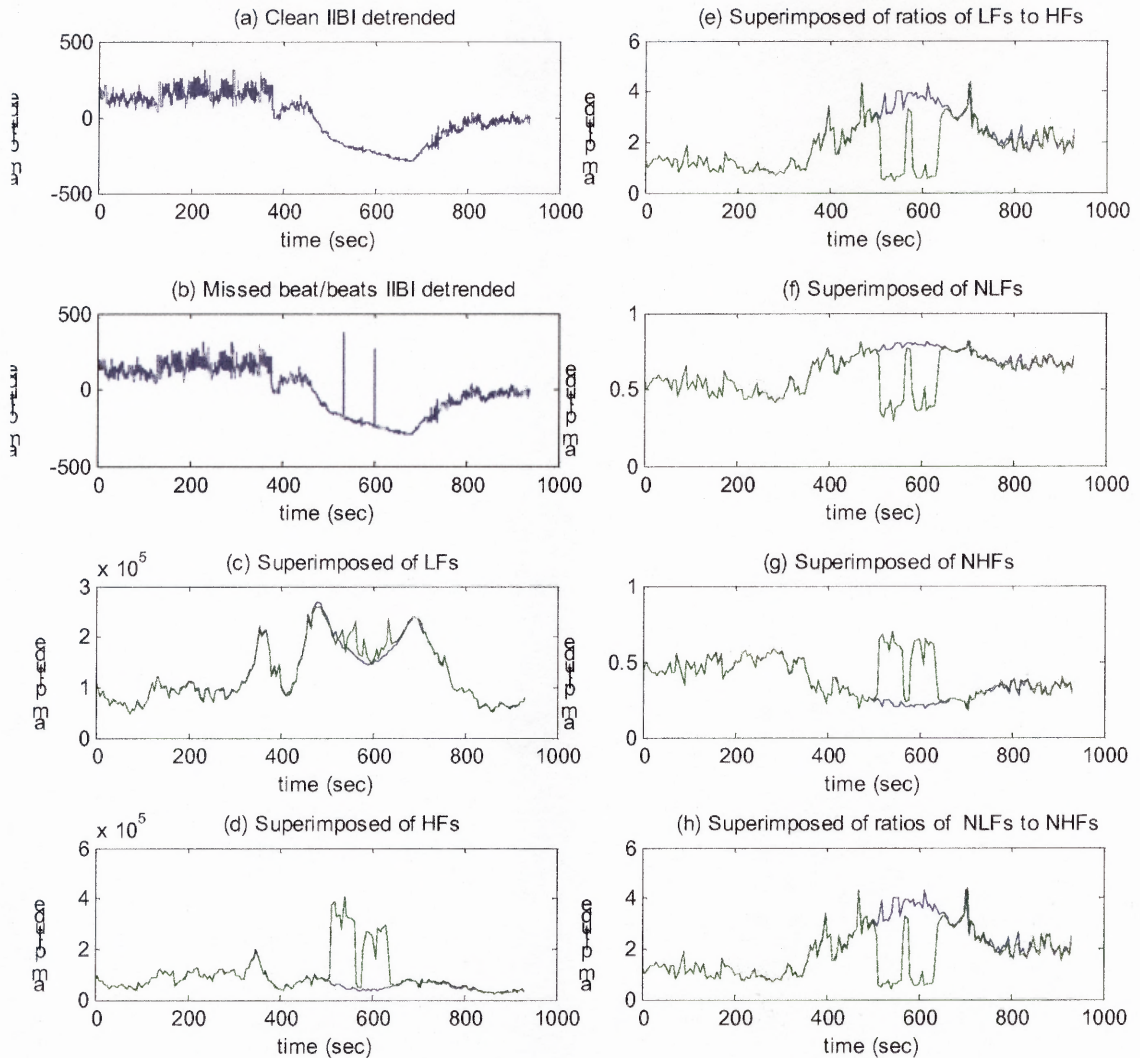 (a) Clean IIBI detrended
500
0
-500
0 200 400 600 800 1000
time (sec)
(b) Missed beat/beats IIBI detrended
500
0
-500
0 200 400 600 800 1000
time (sec)
x 10^5
(c) Superimposed of LFs
3
2
1
0
0 200 400 600 800 1000
time (sec)
x 10^5
(d) Superimposed of HFs
6
4
2
0
amplitude
0 200 400 600 800 1000
time (sec)
(e) Superimposed of ratios of LFs to HFs
6
4
2
0
amplitude
0 200 400 600 800 1000
time (sec)
(f) Superimposed of NLFs
1
0.5
0
amplitude
0 200 400 600 800 1000
time (sec)
(g) Superimposed of NHFs
1
0.5
0
amplitude
0 200 400 600 800 1000
time (sec)
(h) Superimposed of ratios of NLFs to NHFs
6
4
2
0
amplitude
0 200 400 600 800 1000
time (sec)